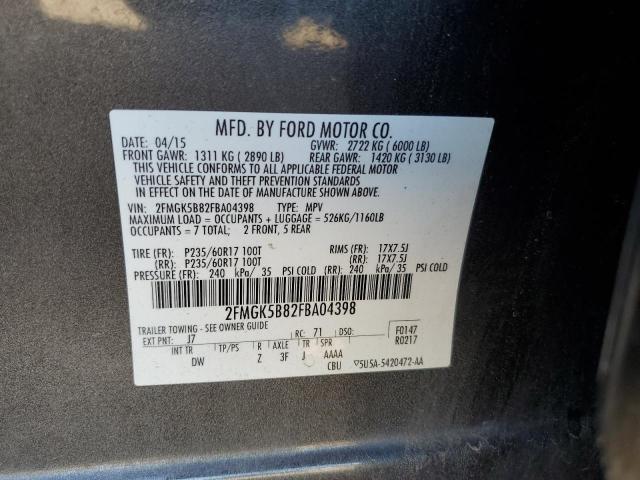 MFD. BY FORD MOTOR CO.
DATE: 04/15 GVWR: 2722 KG ( 6000 LB)
FRONT GAWR: 1311 KG ( 2890 LB) REAR GAWR: 1420 KG ( 3130 LB)
THIS VEHICLE CONFORMS TO ALL APPLICABLE FEDERAL MOTOR
VEHICLE SAFETY AND THEFT PREVENTION STANDARDS
IN EFFECT ON THE DATE OF MANUFACTURE SHOWN ABOVE.
VIN: 2FMGK5B82FBA04398 TYPE: MPV
MAXIMUM LOAD = OCCUPANTS + LUGGAGE = 526KG/1160LB
OCCUPANTS = 7 TOTAL; 2 FRONT, 5 REAR
TIRE (FR): P235/60R17 100T RIMS (FR): 17X7.5J
(RR): P235/60R17 100T (RR): 17X7.5J
PRESSURE (FR): 240 kPa/ 35 PSI COLD (RR): 240 kPa/ 35 PSI COLD
2FMGK5B82FBA04398
TRAILER TOWING - SEE OWNER GUIDE
EXT PNT: J7 RC: 71 DSO: F0147
R0217
INT TR TP/PS R AXLE TR SPR
DW Z 3F J AAAA
CBU 5U5A-5420472-AA